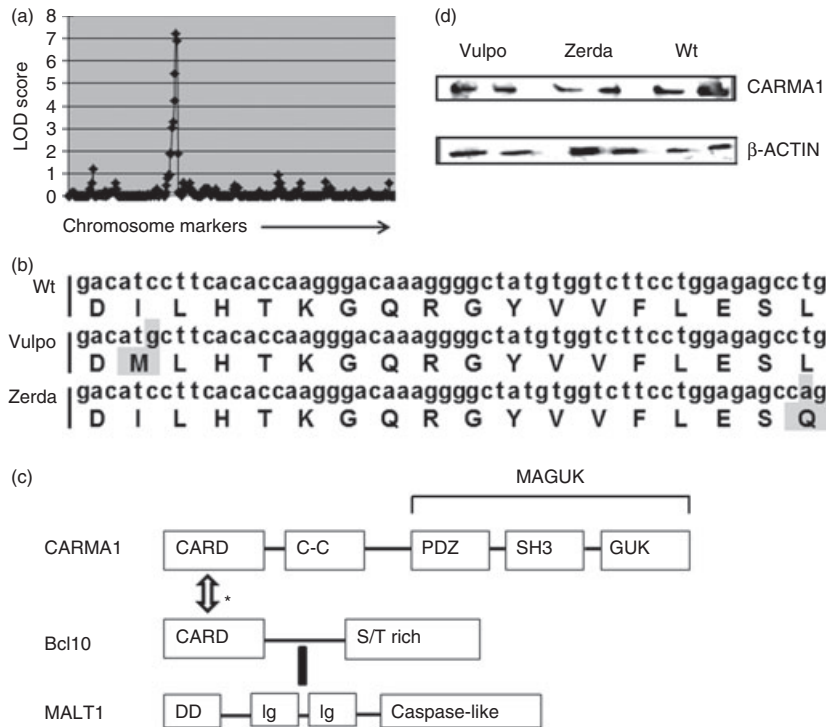 (a)
LOD score
8
7
6
5
4
3
2
1
0
Chromosome markers
(d)
Vulpo Zerda Wt
CARMA1
β-ACTIN
(b)
Wt
gacatccttcacaccaagggacaaaggggctatgtggtcttcctggagagcctg
D I L H T K G Q R G Y V V F L E S L
Vulpo
gacatgcttcacaccaagggacaaaggggctatgtggtcttcctggagagcctg
D M L H T K G Q R G Y V V F L E S L
Zerda
gacatccttcacaccaagggacaaaggggctatgtggtcttcctggagagccag
D I L H T K G Q R G Y V V F L E S Q
(c)
MAGUK
CARMA1 CARD C-C PDZ SH3 GUK
*
Bcl10 CARD S/T rich
MALT1 DD Ig Ig Caspase-like